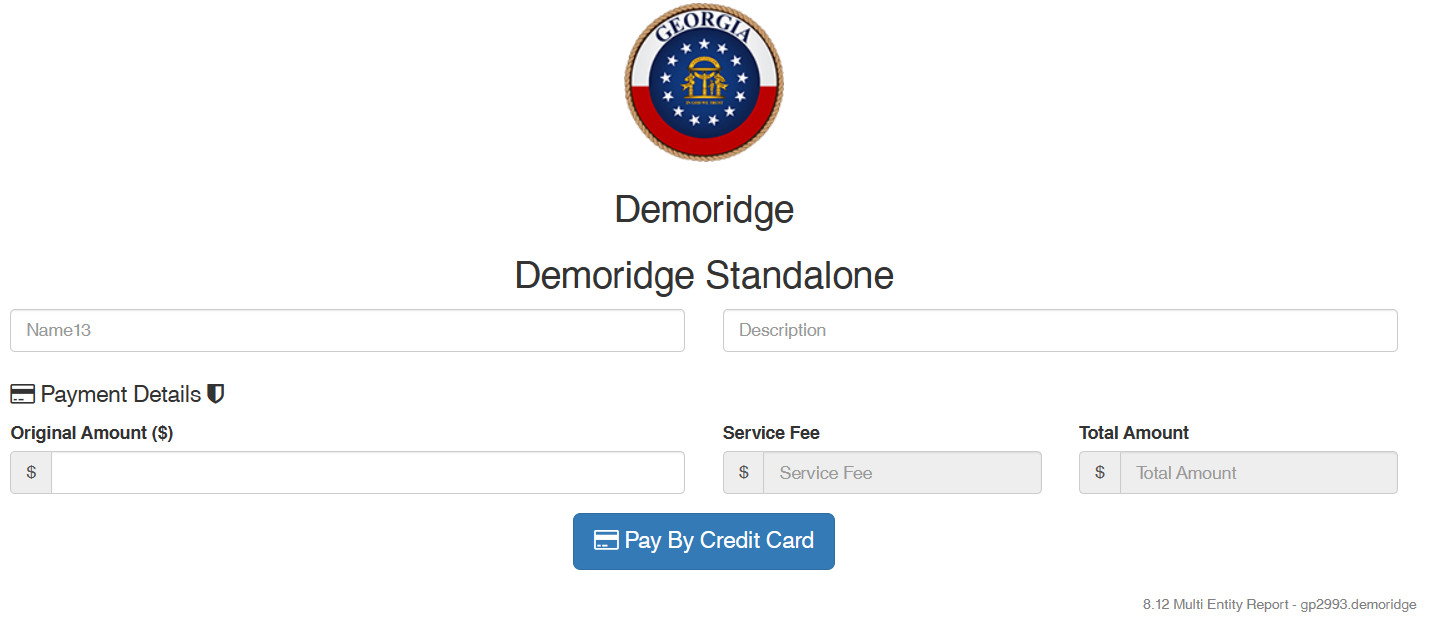 GEORGIA
Demoridge
Demoridge Standalone
Name13 Description
Payment Details
Original Amount ($) Service Fee Total Amount
$ $ Service Fee $ Total Amount
Pay By Credit Card
8.12 Multi Entity Report - gp2993.demoridge